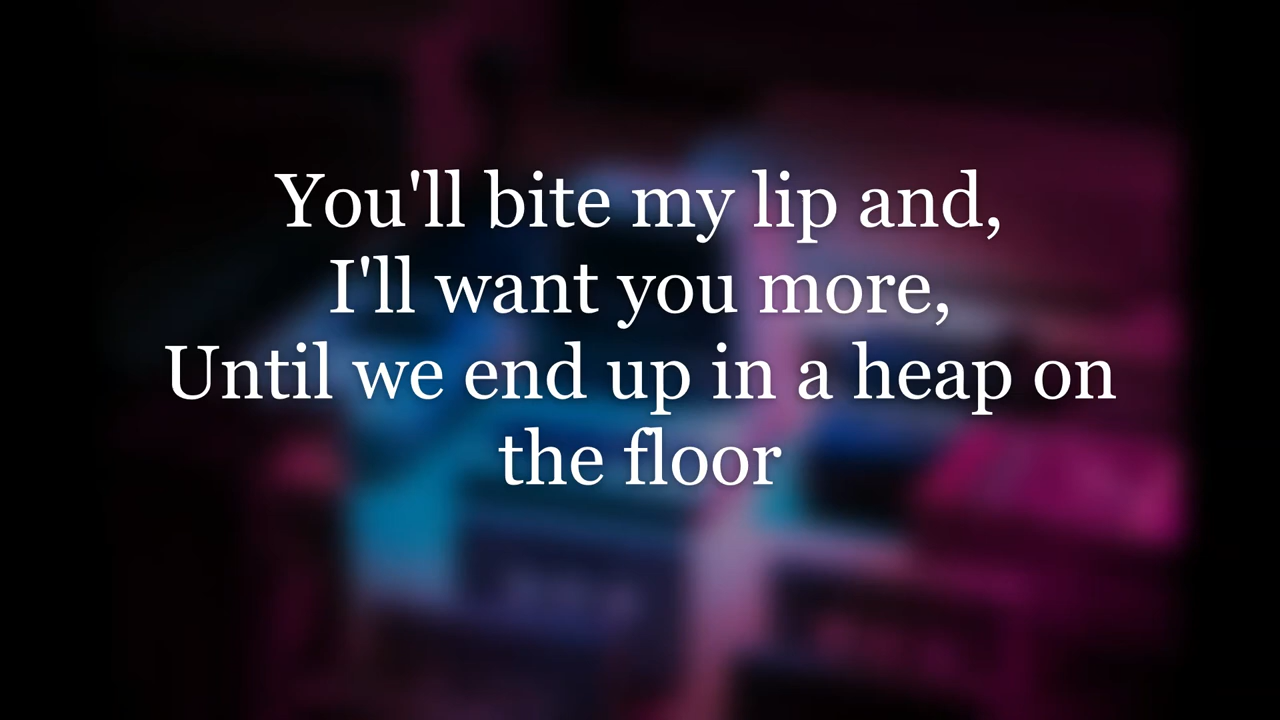 You'll bite my lip and,
I'll want you more,
Until we end up in a heap on
the floor